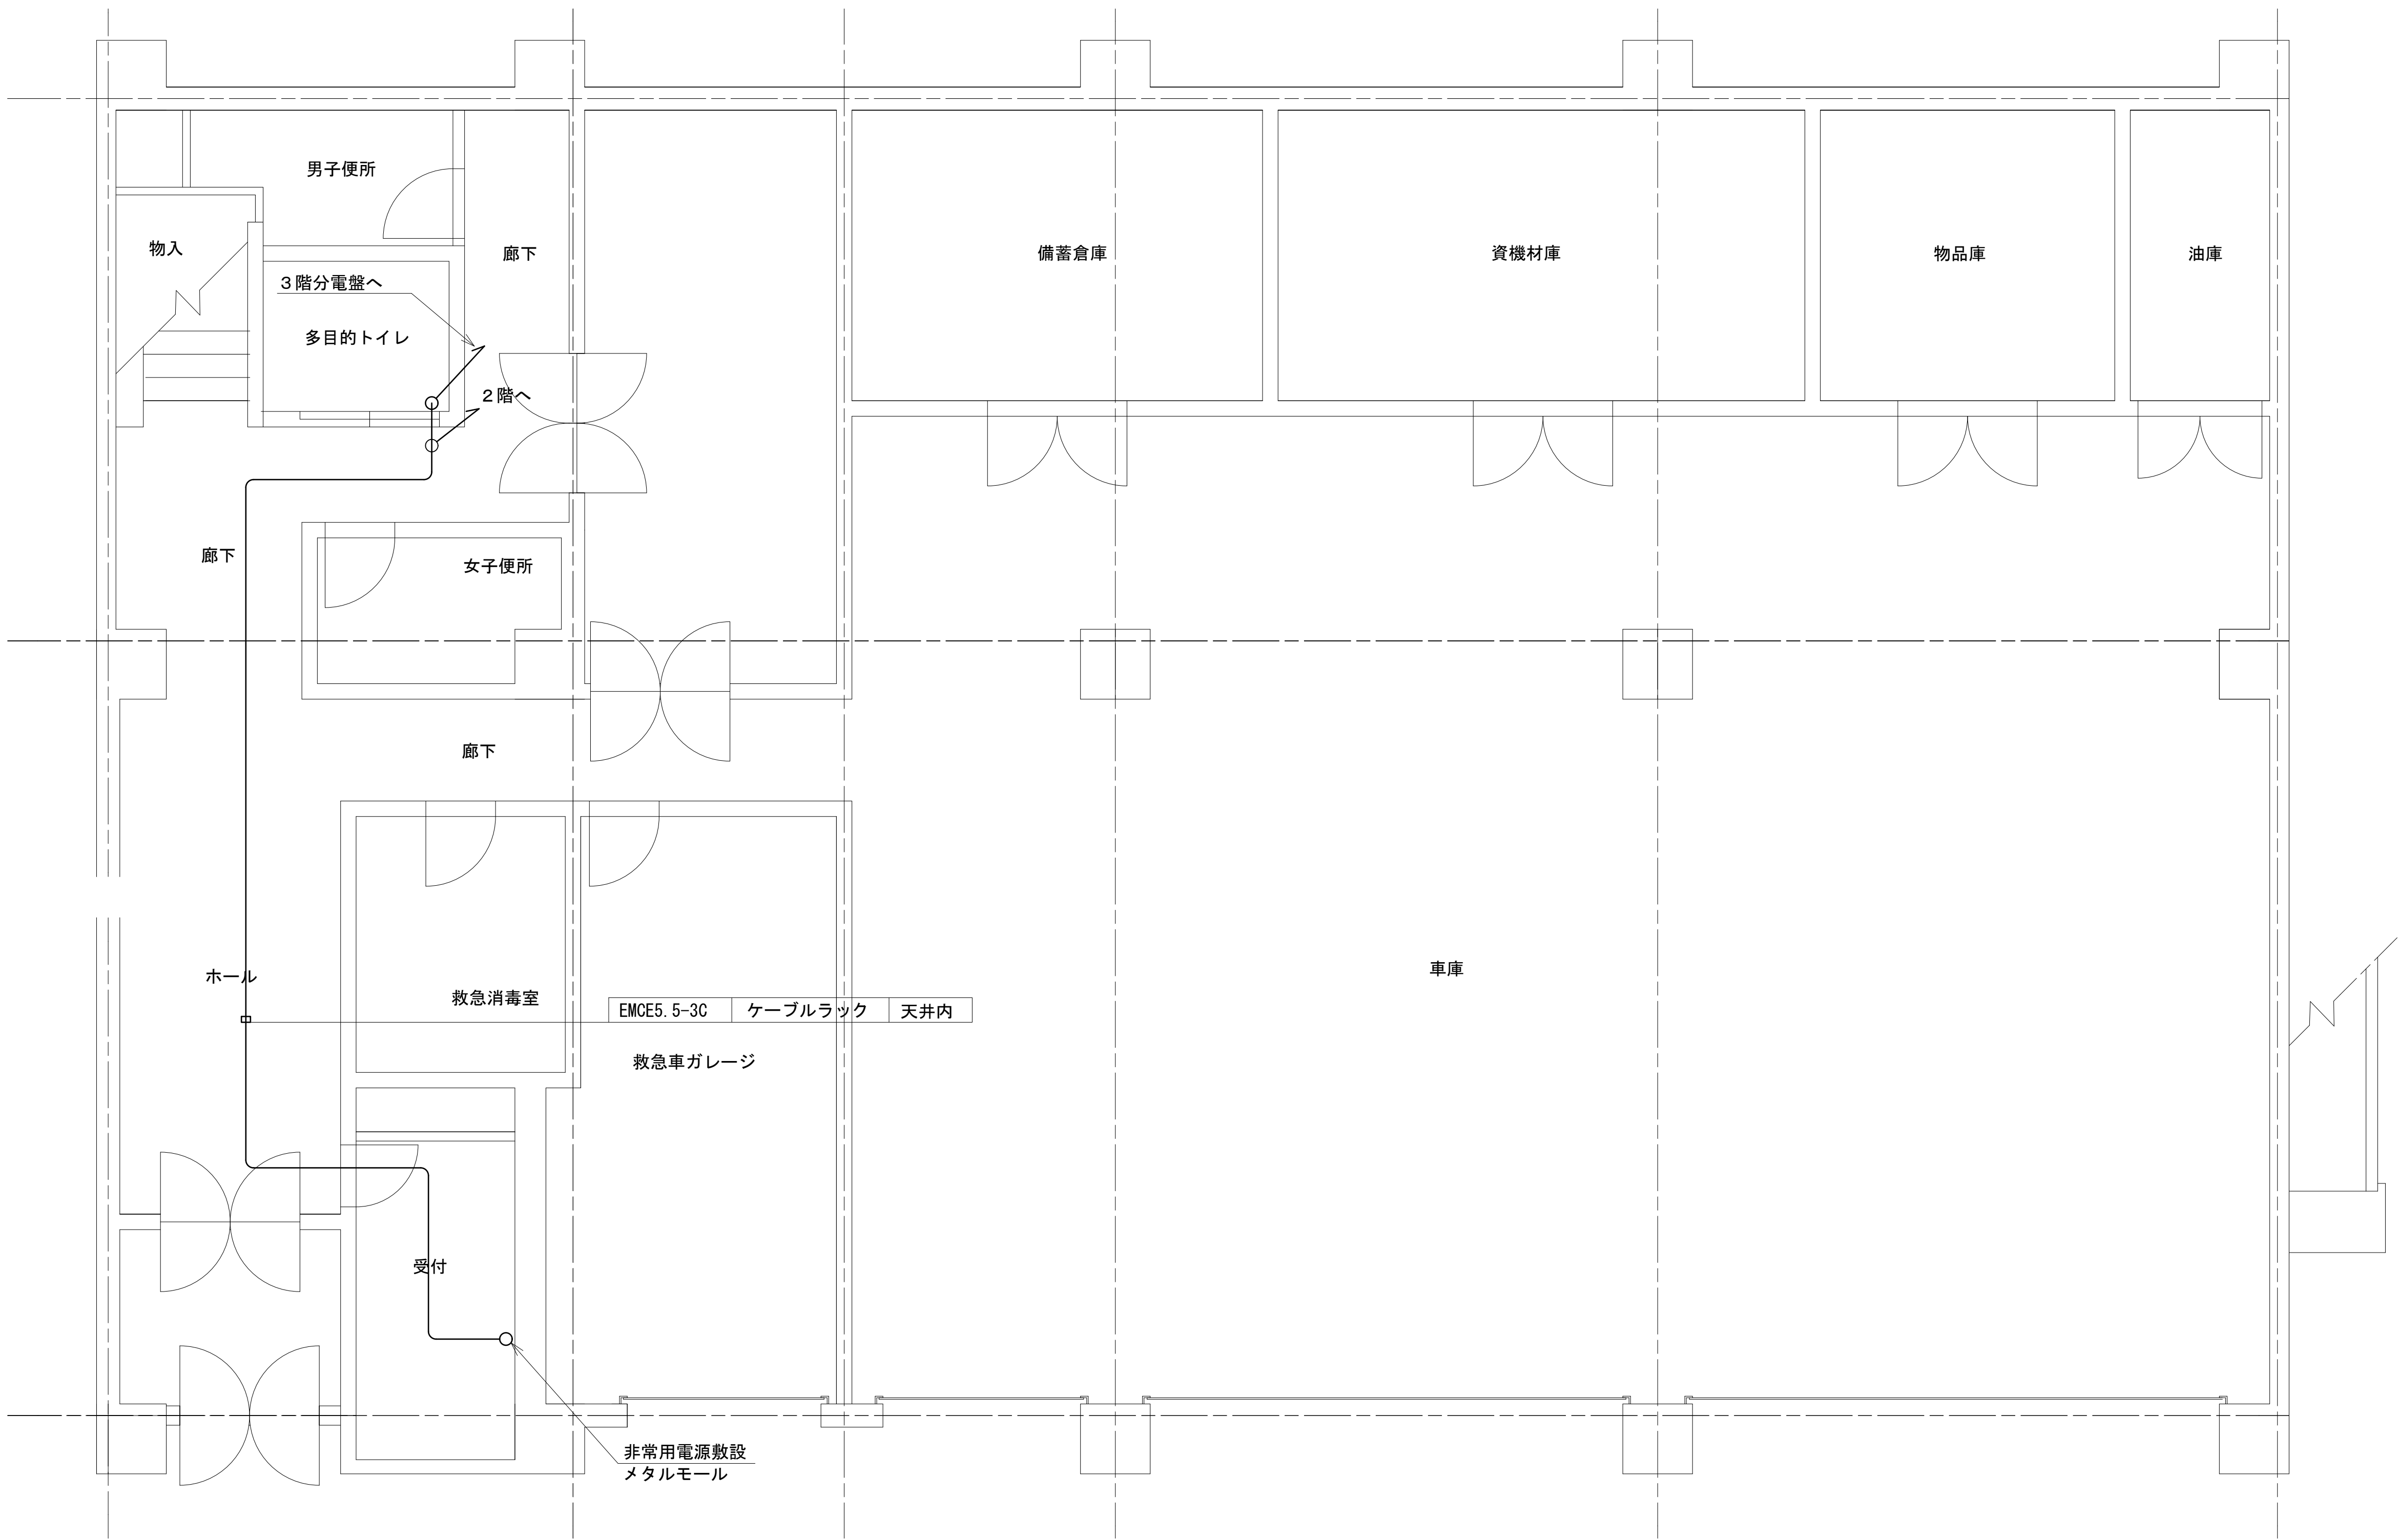 男子便所
物入
廊下
備蓄倉庫
資機材庫
物品庫
油庫
３階分電盤へ
多目的トイレ
２階へ
廊下
女子便所
廊下
ホール
救急消毒室
EMCE5.5-3C ケーブルラック 天井内
車庫
救急車ガレージ
受付
非常用電源敷設
メタルモール